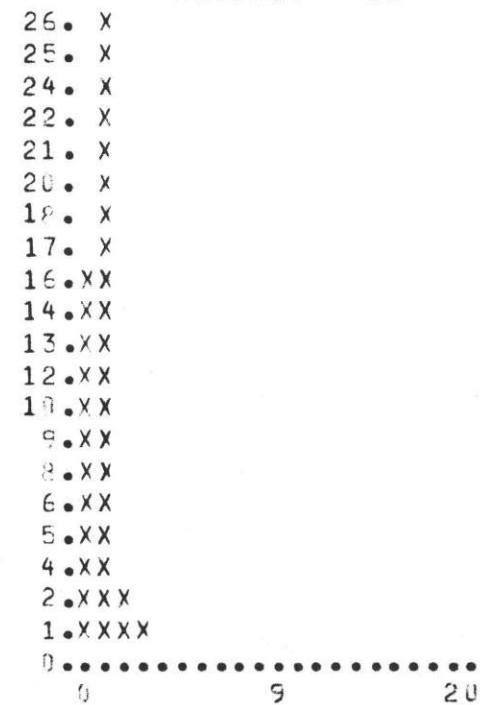 26. X
25. X
24. X
22. X
21. X
20. X
18. X
17. X
16.XX
14.XX
13.XX
12.XX
10.XX
9.XX
8.XX
6.XX
5.XX
4.XX
2.XXX
1.XXXX
0....................
0 9 20